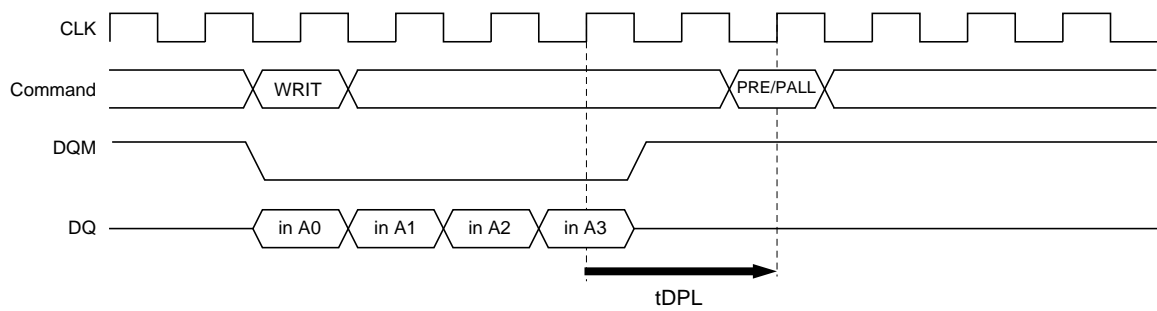 CLK
Command
WRIT
PRE/PALL
DQM
DQ
in A0
in A1
in A2
in A3
tDPL